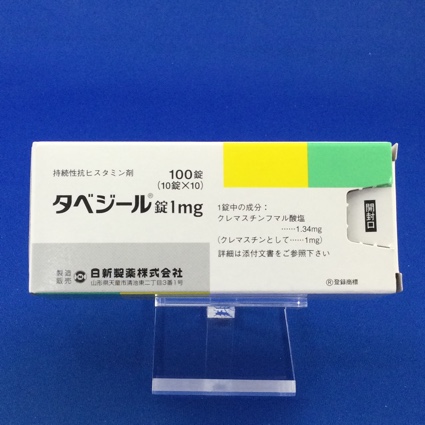 持続性抗ヒスタミン剤
100錠
(10錠×10)
タベジール®錠1mg
製造
販売
日新製薬株式会社
山形県天童市清池東二丁目3番1号
1錠中の成分:
クレマスチンフマル酸塩
……1.34mg
(クレマスチンとして……1mg)
詳細は添付文書をご参照下さい
開封口
®登録商標